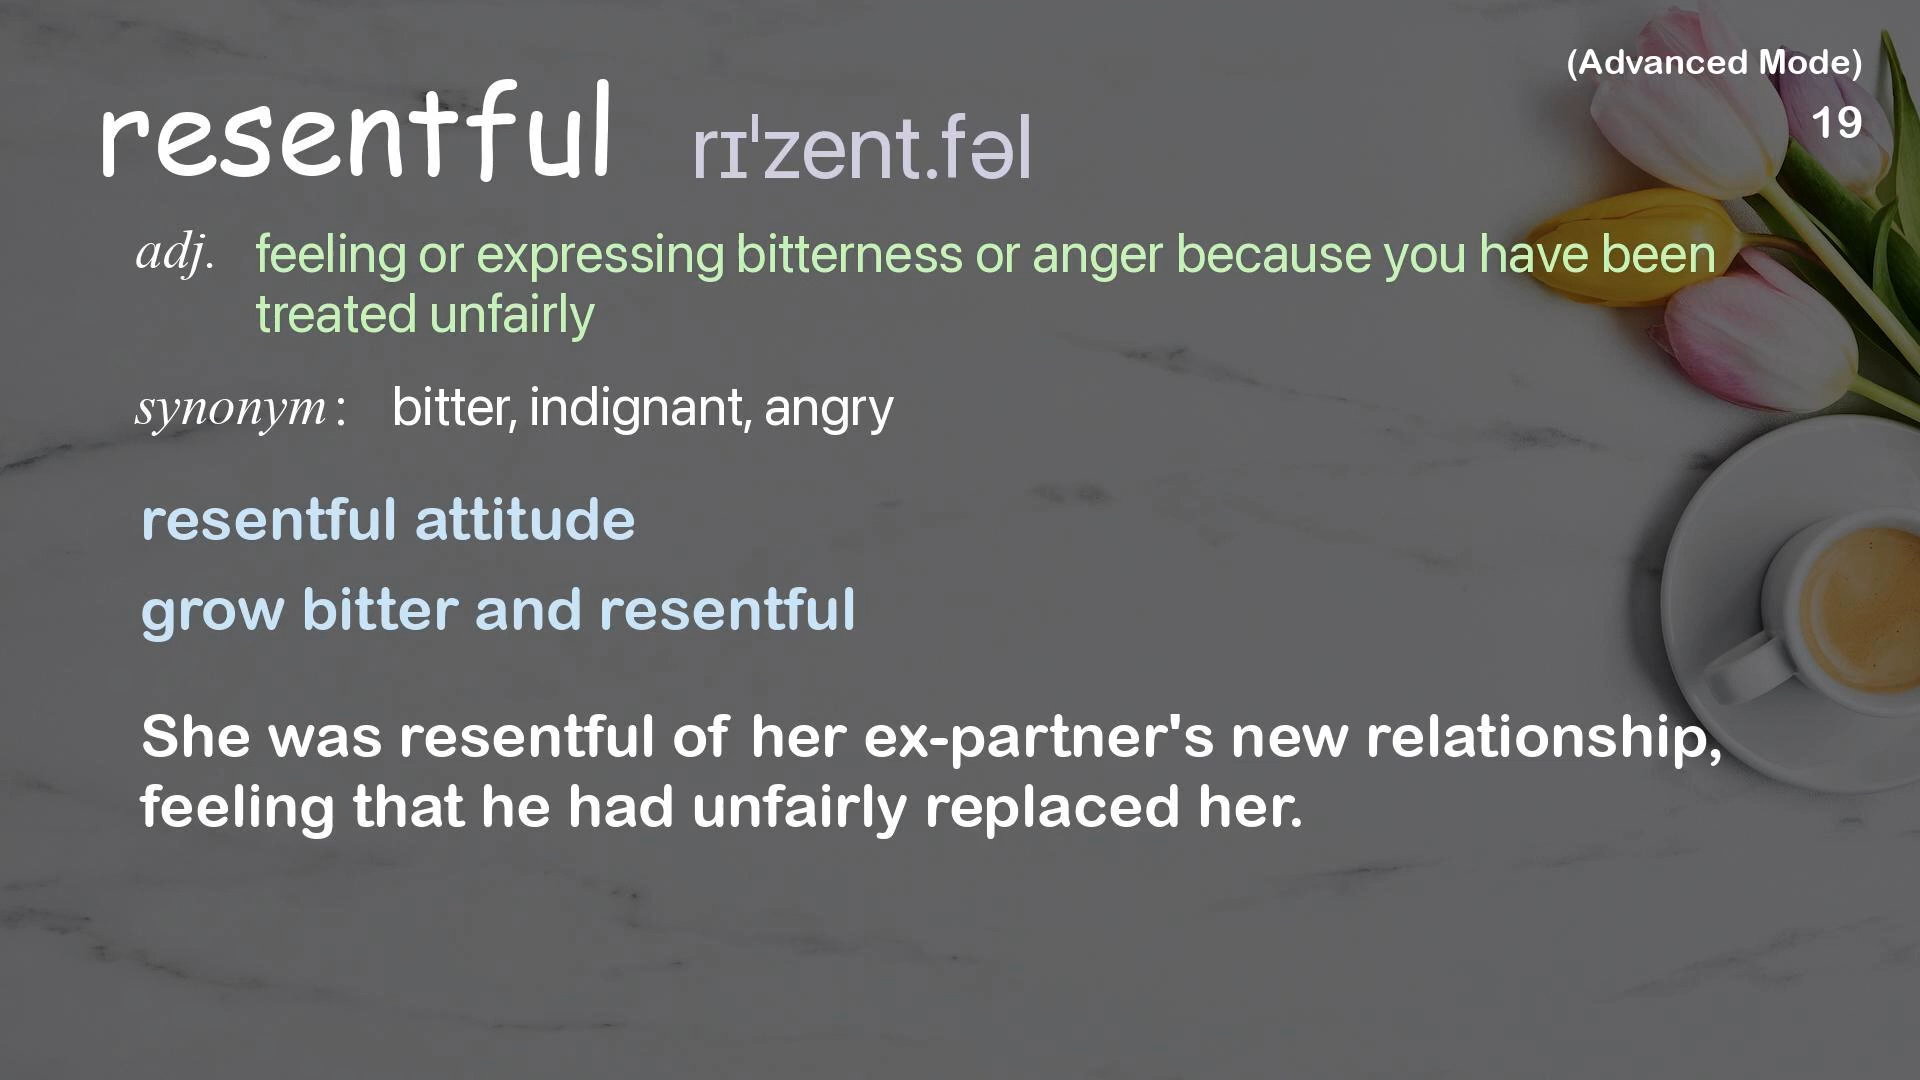 (Advanced Mode)
19
resentful rɪˈzent.fəl
adj. feeling or expressing bitterness or anger because you have been
treated unfairly
synonym: bitter, indignant, angry
resentful attitude
grow bitter and resentful
She was resentful of her ex-partner's new relationship,
feeling that he had unfairly replaced her.